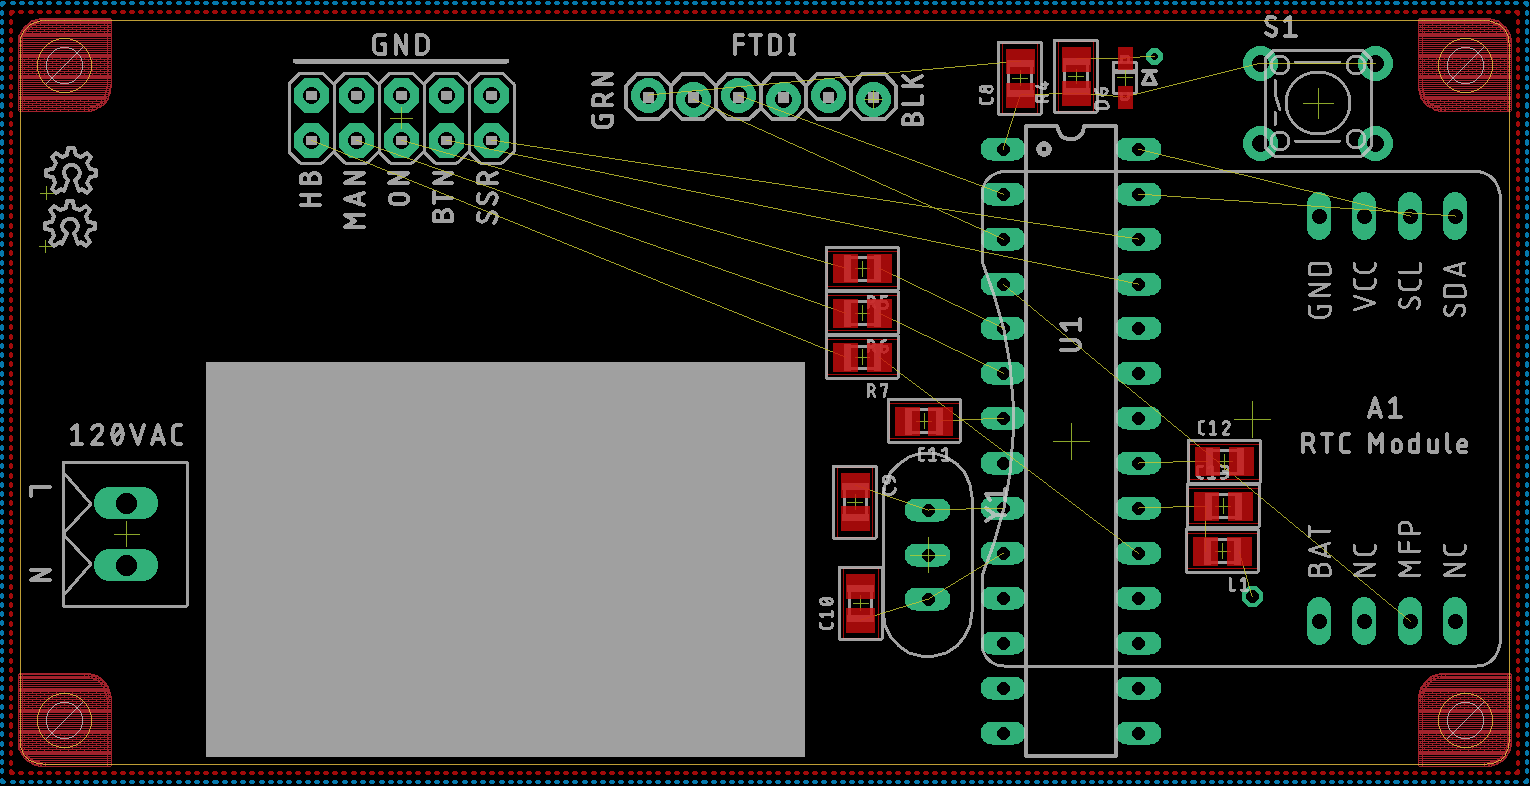 GND
FTDI
S1
GRN
BLK
C8
R4
D6
HB
MAN
ON
BTN
SSR
GND
VCC
SCL
SDA
R5
R6
R7
U1
120VAC
A1
RTC Module
C12
C13
C11
C9
Y1
L
N
BAT
NC
MFP
NC
L1
C10